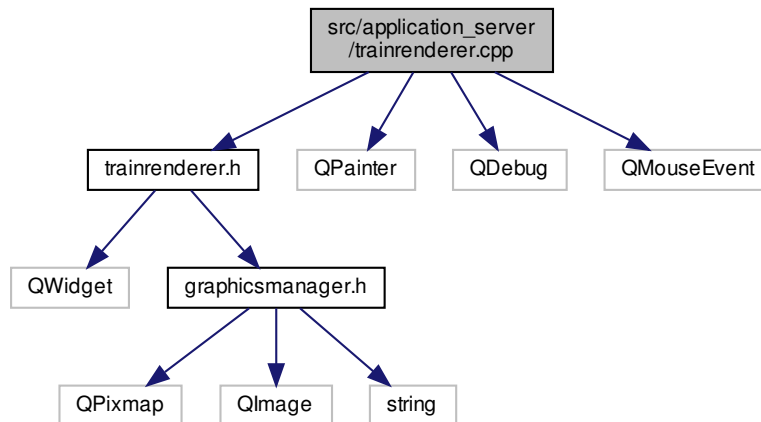 src/application_server
/trainrenderer.cpp
trainrenderer.h
QPainter
QDebug
QMouseEvent
QWidget
graphicsmanager.h
QPixmap
QImage
string